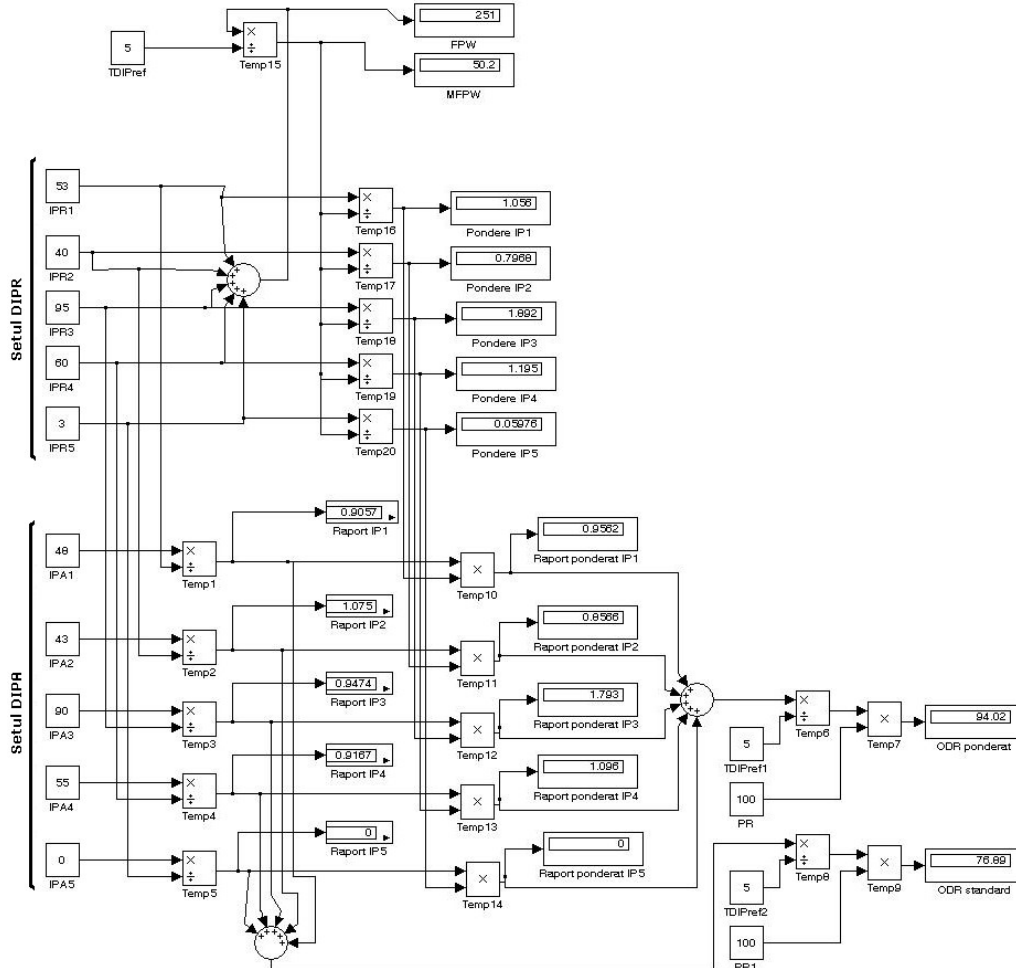 251
FPW
5
TDIPref
×
÷
Temp15
50.2
MFPW
Setul DIPR
53
IPR1
40
IPR2
95
IPR3
60
IPR4
3
IPR5
×
÷
Temp16
×
÷
Temp17
×
÷
Temp18
×
÷
Temp19
×
÷
Temp20
1.056
Pondere IP1
0.7968
Pondere IP2
1.892
Pondere IP3
1.195
Pondere IP4
0.05976
Pondere IP5
Setul DIPA
48
IPA1
43
IPA2
90
IPA3
55
IPA4
0
IPA5
×
÷
Temp1
×
÷
Temp2
×
÷
Temp3
×
÷
Temp4
×
÷
Temp5
0.9057
Raport IP1
1.075
Raport IP2
0.9474
Raport IP3
0.9167
Raport IP4
0
Raport IP5
×
Temp10
×
Temp11
×
Temp12
×
Temp13
×
Temp14
0.9562
Raport ponderat IP1
0.8566
Raport ponderat IP2
1.793
Raport ponderat IP3
1.096
Raport ponderat IP4
0
Raport ponderat IP5
×
÷
Temp6
×
Temp7
94.02
ODR ponderat
5
TDIPref1
100
PR
×
÷
Temp8
×
Temp9
76.89
ODR standard
5
TDIPref2
100